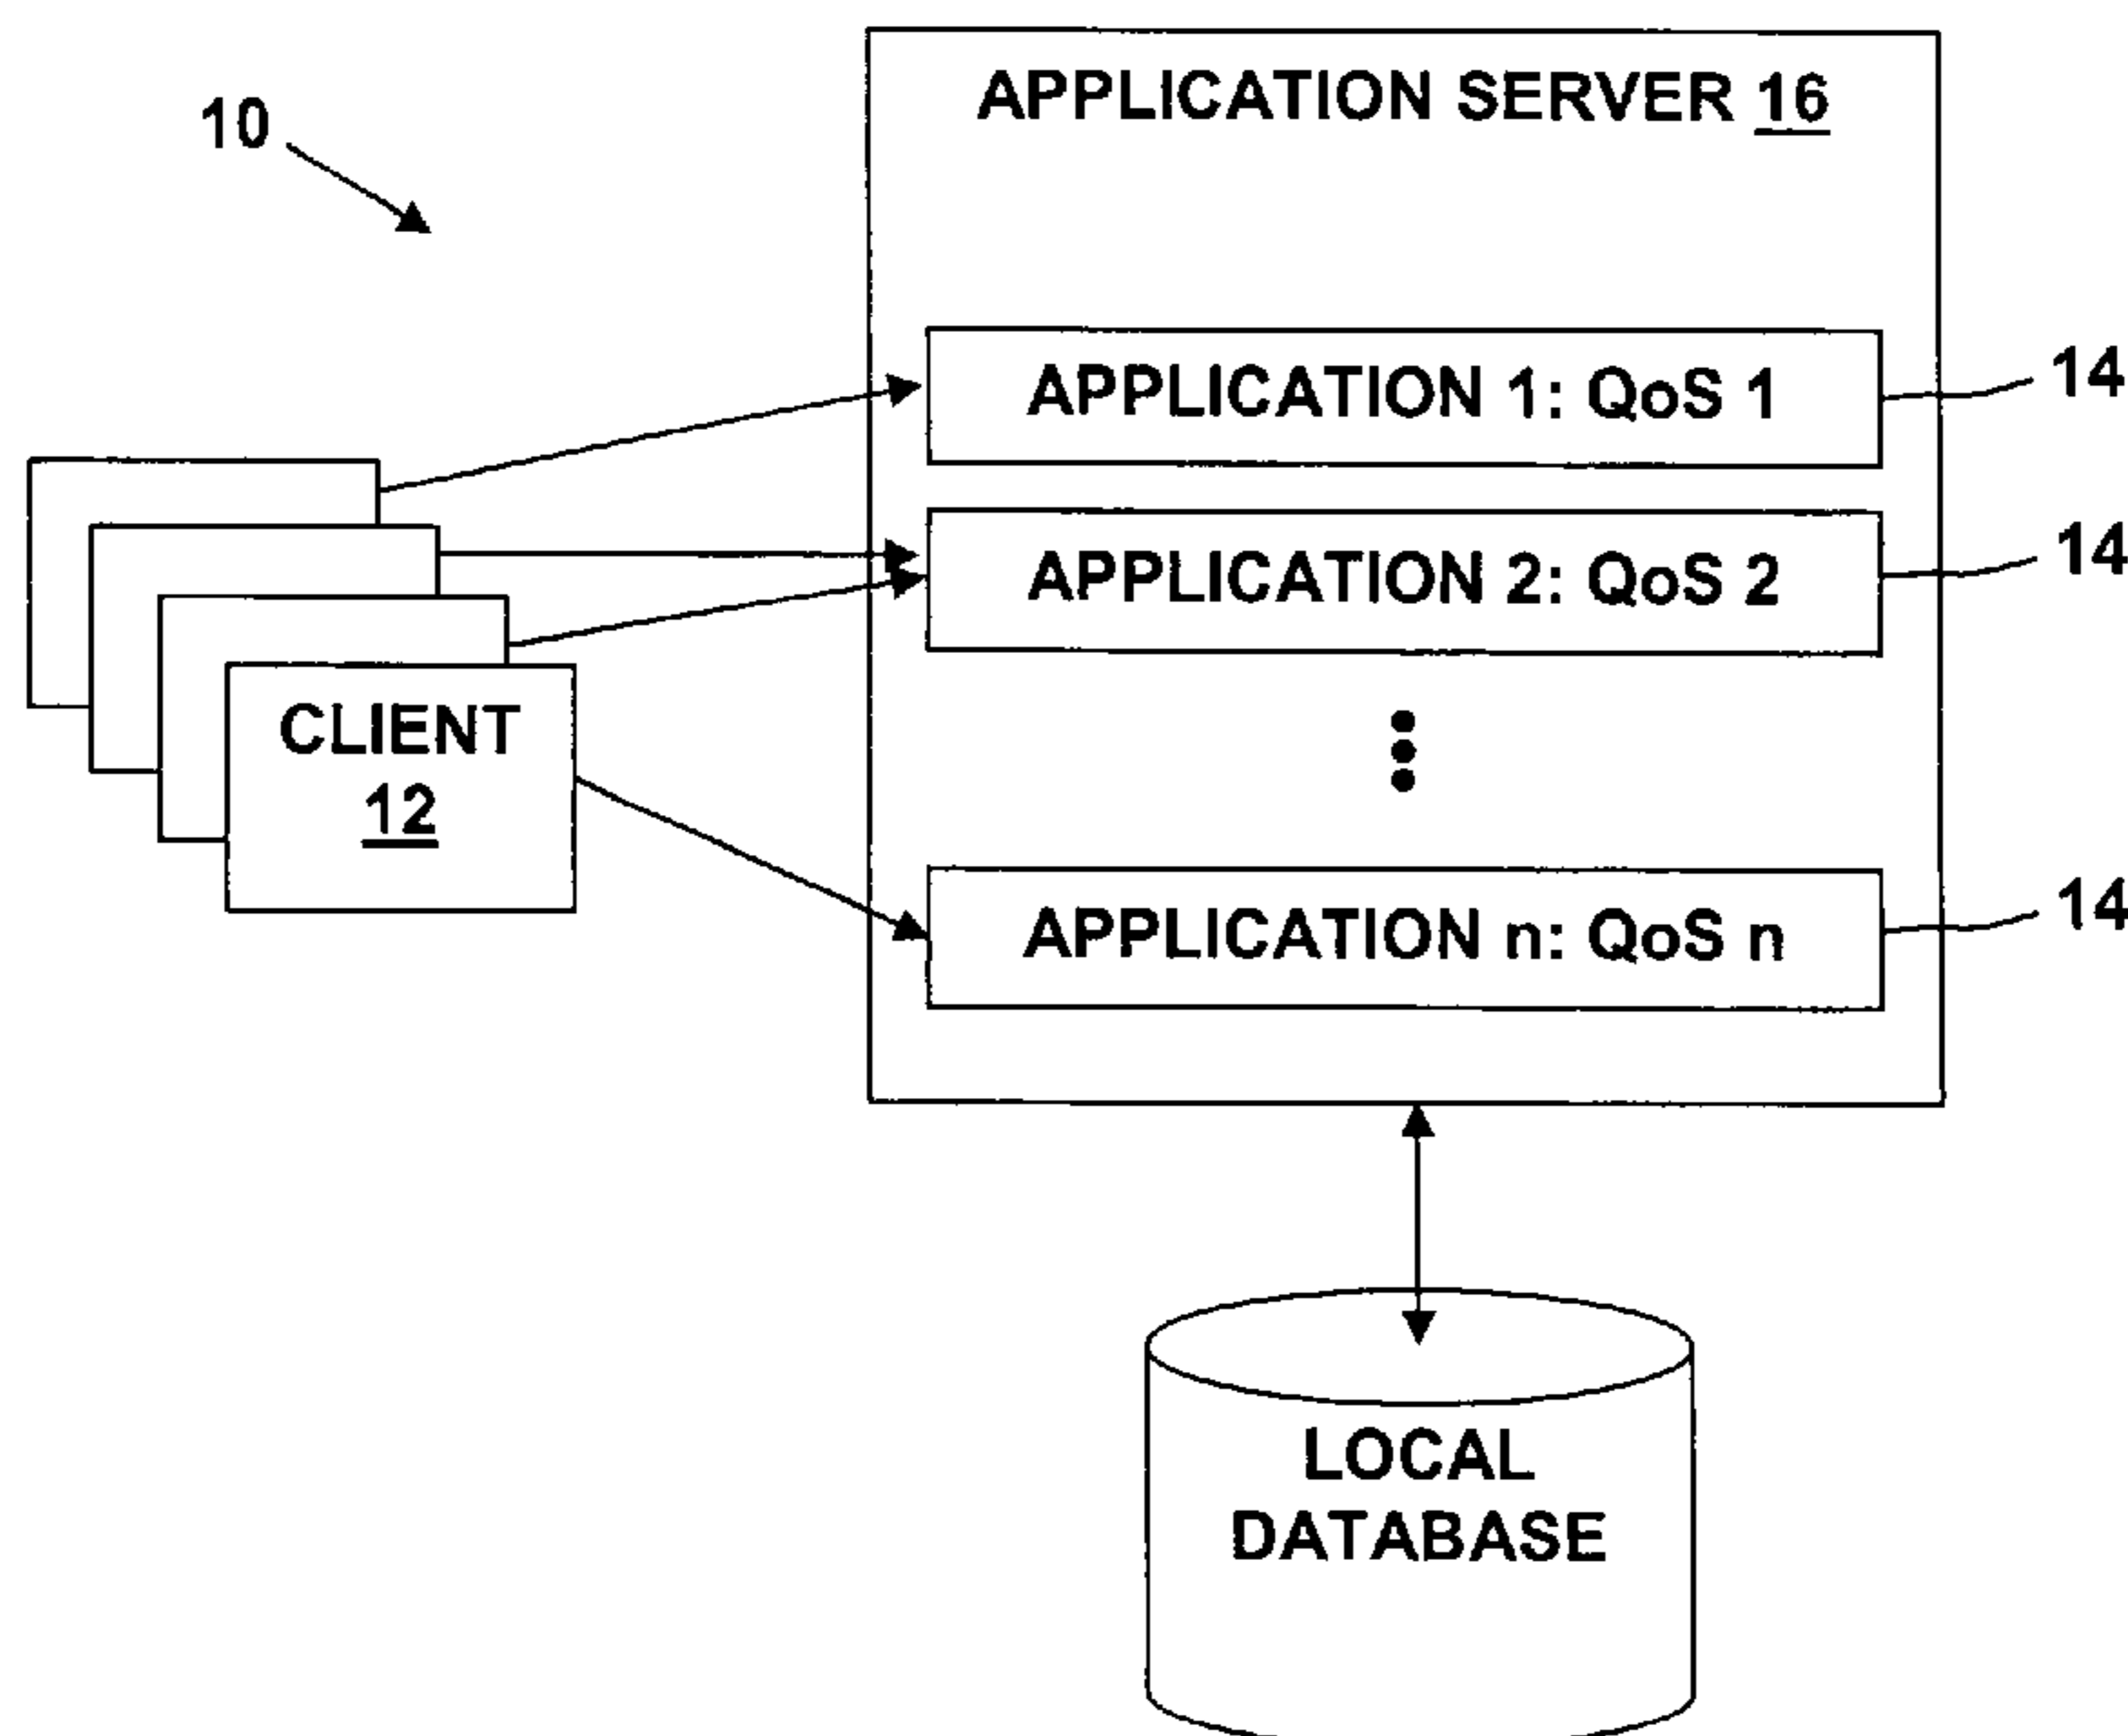 APPLICATION SERVER 16
10
APPLICATION 1: QoS 1
14
APPLICATION 2: QoS 2
14
CLIENT
12
APPLICATION n: QoS n
14
LOCAL
DATABASE